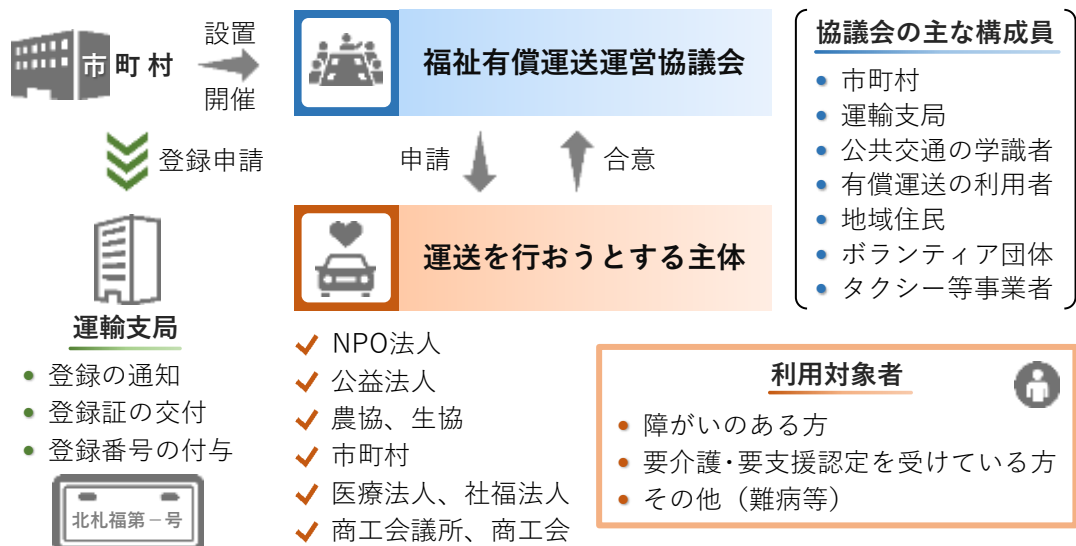 市町村
設置
開催
福祉有償運送運営協議会
登録申請
申請
合意
運送を行おうとする主体
協議会の主な構成員
市町村
運輸支局
公共交通の学識者
有償運送の利用者
地域住民
ボランティア団体
タクシー等事業者
運輸支局
登録の通知
登録証の交付
登録番号の付与
北札福第−号
NPO法人
公益法人
農協、生協
市町村
医療法人、社福法人
商工会議所、商工会
利用対象者
障がいのある方
要介護・要支援認定を受けている方
その他（難病等）